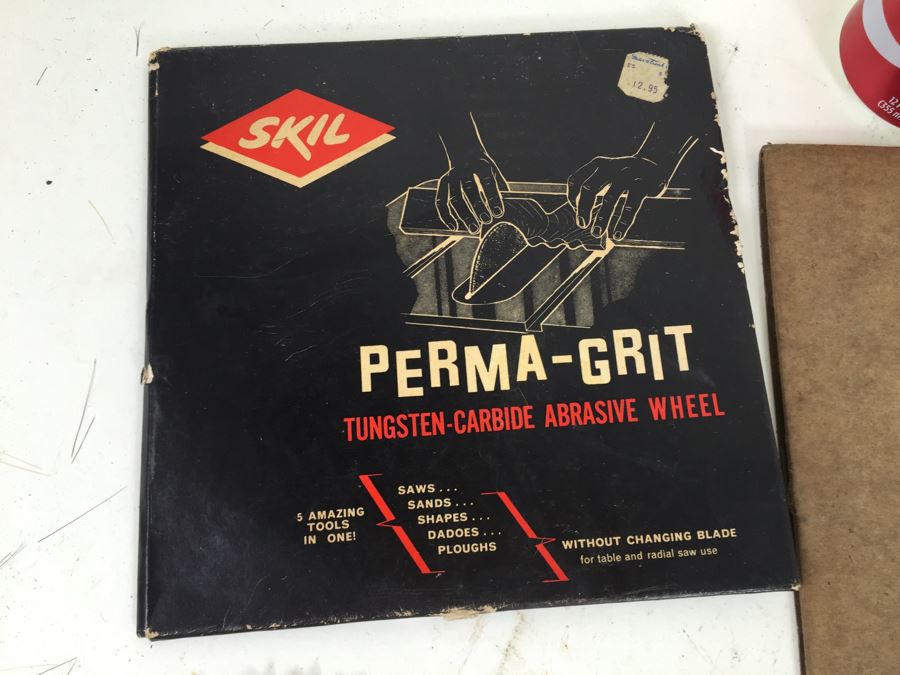 SKIL
12.95
PERMA-GRIT
TUNGSTEN-CARBIDE ABRASIVE WHEEL
5 AMAZING
TOOLS
IN ONE!
SAWS...
SANDS...
SHAPES...
DADOES...
PLOUGHS
WITHOUT CHANGING BLADE
for table and radial saw use
(355 m